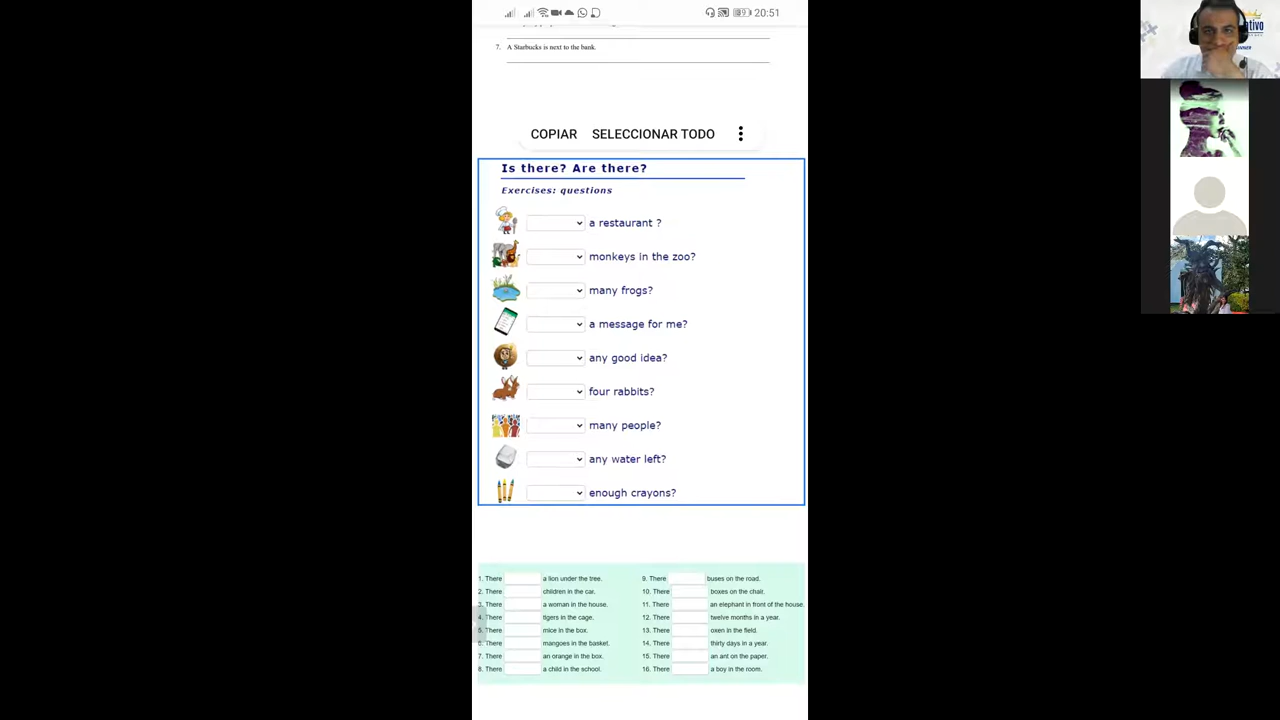 20:51
7. A Starbucks is next to the bank.
COPIAR SELECCIONAR TODO
Is there? Are there?
Exercises: questions
a restaurant ?
monkeys in the zoo?
many frogs?
a message for me?
any good idea?
four rabbits?
many people?
any water left?
enough crayons?
1. There a lion under the tree.
2. There children in the car.
3. There a woman in the house.
4. There tigers in the cage.
5. There mice in the box.
6. There mangoes in the basket.
7. There an orange in the box.
8. There a child in the school.
9. There buses on the road.
10. There boxes on the chair.
11. There an elephant in front of the house.
12. There twelve months in a year.
13. There oxen in the field.
14. There thirty days in a year.
15. There an ant on the paper.
16. There a boy in the room.